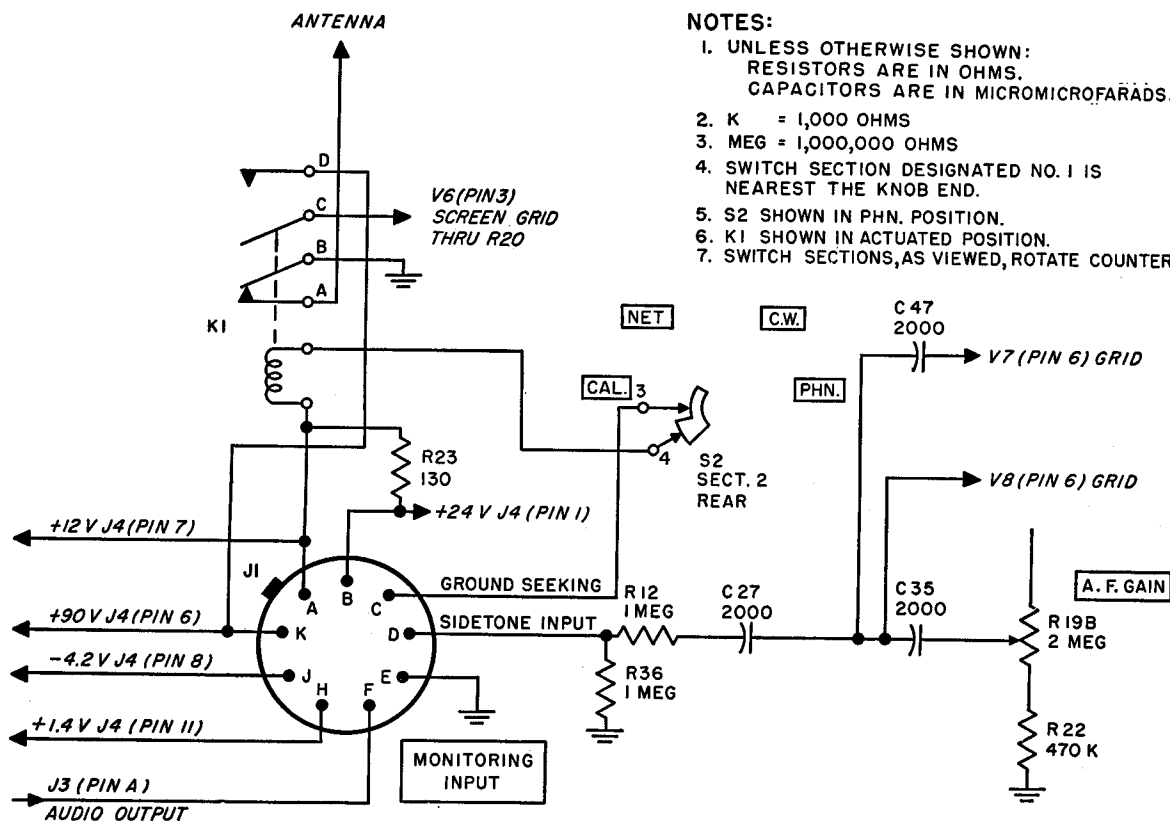 ANTENNA
NOTES:
1. UNLESS OTHERWISE SHOWN:
RESISTORS ARE IN OHMS.
CAPACITORS ARE IN MICROMICROFARADS.
2. K = 1,000 OHMS
3. MEG = 1,000,000 OHMS
4. SWITCH SECTION DESIGNATED NO. 1 IS
NEAREST THE KNOB END.
5. S2 SHOWN IN PHN. POSITION.
6. K1 SHOWN IN ACTUATED POSITION.
7. SWITCH SECTIONS, AS VIEWED, ROTATE COUNTER
D
C
B
A
V6 (PIN 3)
SCREEN GRID
THRU R20
K1
NET
C.W.
CAL.
PHN.
3
4
S2
SECT. 2
REAR
C47
2000
V7 (PIN 6) GRID
V8 (PIN 6) GRID
R23
130
+24 V J4 (PIN 1)
+12 V J4 (PIN 7)
J1
+90 V J4 (PIN 6)
-4.2 V J4 (PIN 8)
+1.4 V J4 (PIN 11)
J3 (PIN A)
AUDIO OUTPUT
A
B
C
D
E
F
H
J
K
GROUND SEEKING
SIDETONE INPUT
R12
1 MEG
C27
2000
C35
2000
R36
1 MEG
A. F. GAIN
R19B
2 MEG
R22
470 K
MONITORING
INPUT